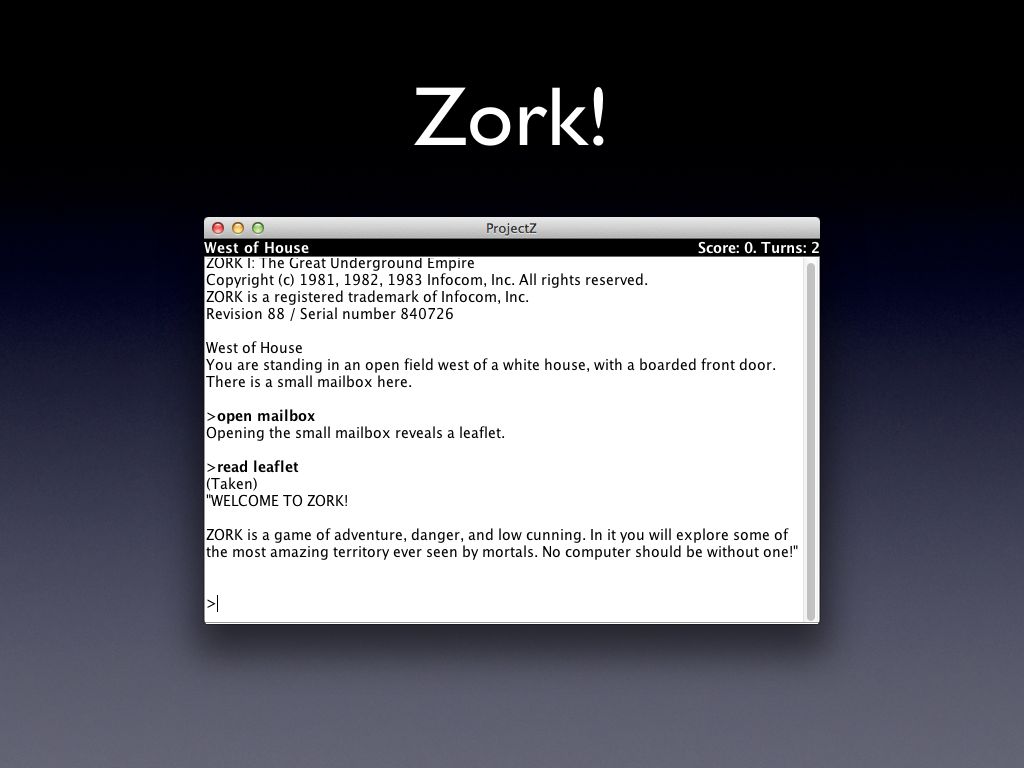 Zork!
ProjectZ
West of House Score: 0. Turns: 2
ZORK I: The Great Underground Empire
Copyright (c) 1981, 1982, 1983 Infocom, Inc. All rights reserved.
ZORK is a registered trademark of Infocom, Inc.
Revision 88 / Serial number 840726
West of House
You are standing in an open field west of a white house, with a boarded front door.
There is a small mailbox here.
>open mailbox
Opening the small mailbox reveals a leaflet.
>read leaflet
(Taken)
"WELCOME TO ZORK!
ZORK is a game of adventure, danger, and low cunning. In it you will explore some of
the most amazing territory ever seen by mortals. No computer should be without one!"
>